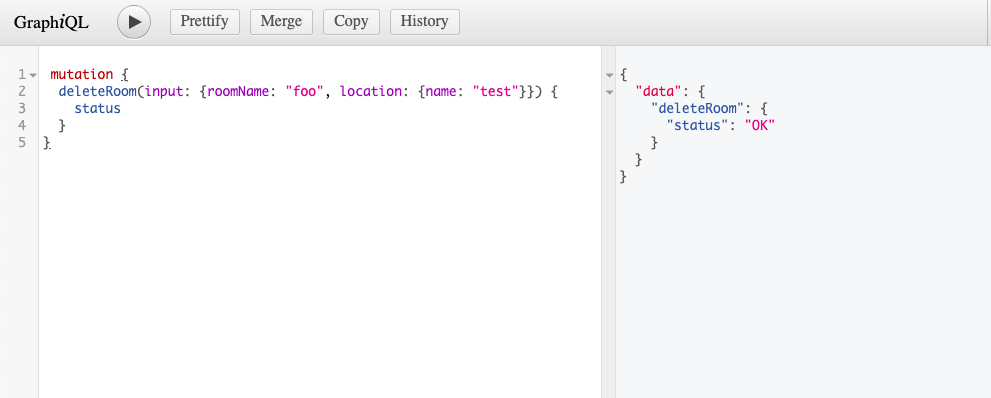 GraphiQL Prettify Merge Copy History
1 mutation {
2 deleteRoom(input: {roomName: "foo", location: {name: "test"}}) {
3 status
4 }
5 }
{
"data": {
"deleteRoom": {
"status": "OK"
}
}
}